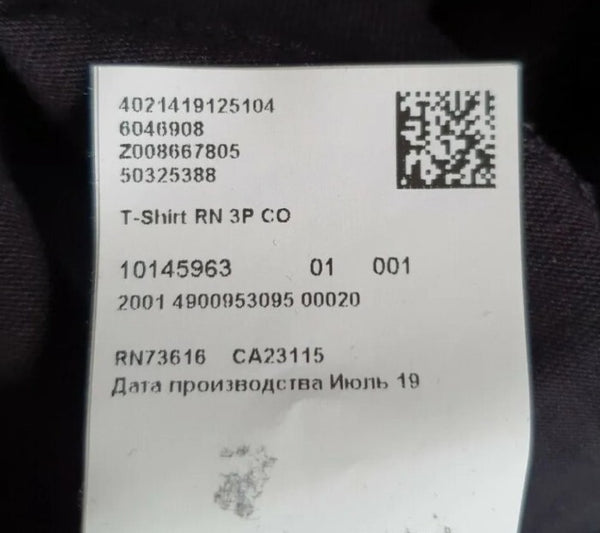 4021419125104
6046908
Z008667805
50325388
T-Shirt RN 3P CO
10145963 01 001
2001 4900953095 00020
RN73616 CA23115
Дата производства Июль 19